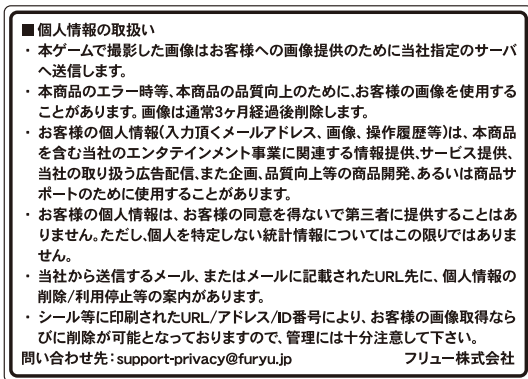 ■個人情報の取扱い
・本ゲームで撮影した画像はお客様への画像提供のために当社指定のサーバ
へ送信します。
・本商品のエラー時等、本商品の品質向上のために、お客様の画像を使用する
ことがあります。画像は通常3ヶ月経過後削除します。
・お客様の個人情報(入力頂くメールアドレス、画像、操作履歴等)は、本商品
を含む当社のエンタテインメント事業に関連する情報提供、サービス提供、
当社の取り扱う広告配信、また企画、品質向上等の商品開発、あるいは商品サ
ポートのために使用することがあります。
・お客様の個人情報は、お客様の同意を得ないで第三者に提供することはあ
りません。ただし、個人を特定しない統計情報についてはこの限りではありま
せん。
・当社から送信するメール、またはメールに記載されたURL先に、個人情報の
削除/利用停止等の案内があります。
・シール等に印刷されたURL/アドレス/ID番号により、お客様の画像取得なら
びに削除が可能となっておりますので、管理には十分注意して下さい。
問い合わせ先:support-privacy@furyu.jp フリュー株式会社